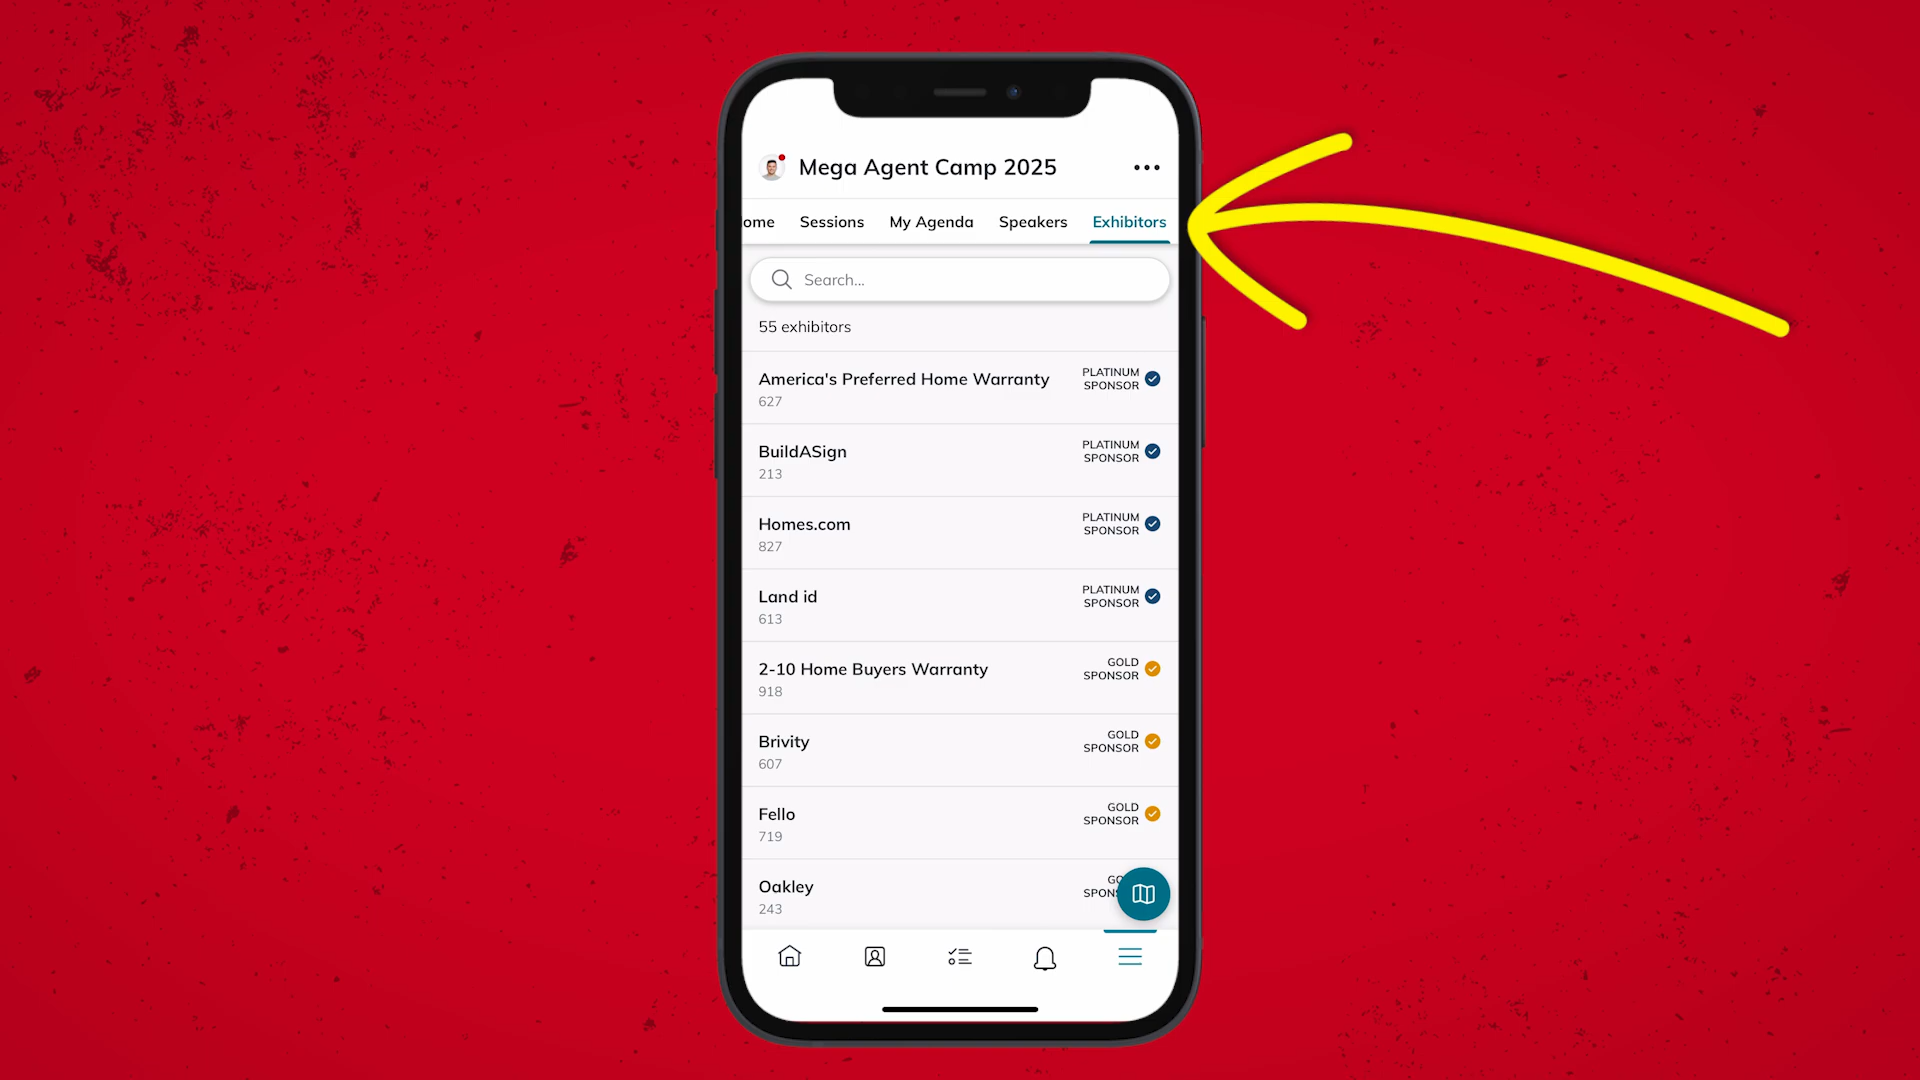 Mega Agent Camp 2025
ome Sessions My Agenda Speakers Exhibitors
Search...
55 exhibitors
America's Preferred Home Warranty
PLATINUM
SPONSOR
627
BuildASign
PLATINUM
SPONSOR
213
Homes.com
PLATINUM
SPONSOR
827
Land id
PLATINUM
SPONSOR
613
2-10 Home Buyers Warranty
GOLD
SPONSOR
918
Brivity
GOLD
SPONSOR
607
Fello
GOLD
SPONSOR
719
Oakley
GO
SPONS
243